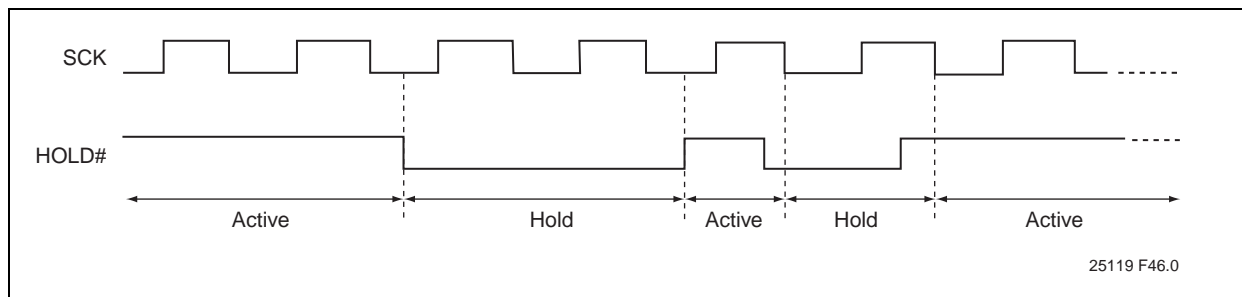 SCK
HOLD#
Active Hold Active Hold Active
25119 F46.0